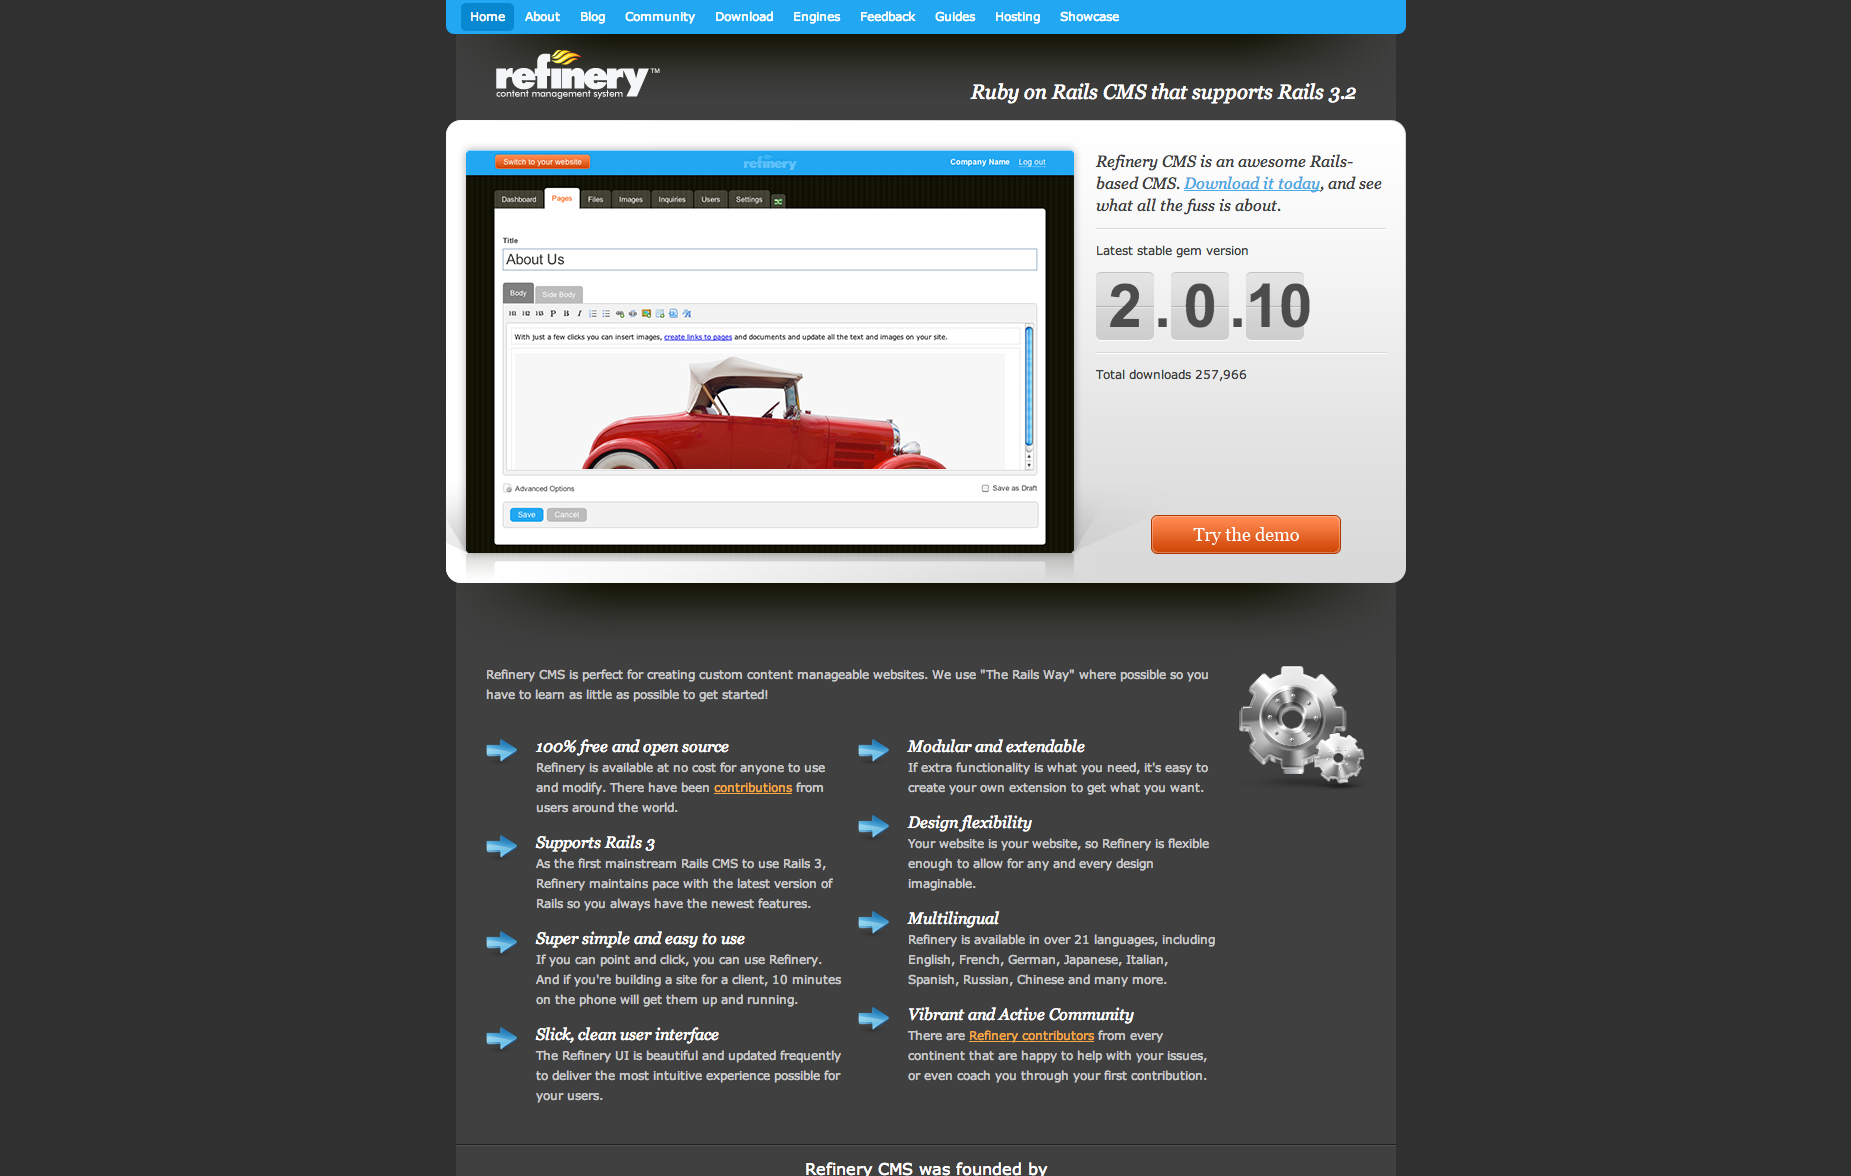 Home About Blog Community Download Engines Feedback Guides Hosting Showcase
refinery™
content management system
Ruby on Rails CMS that supports Rails 3.2
Switch to your website
refinery
Company Name Log out
Dashboard Pages Files Images Inquiries Users Settings
Title
About Us
Body Side Body
H1 H2 H3 P B I
With just a few clicks you can insert images, create links to pages and documents and update all the text and images on your site.
Advanced Options
Save as Draft
Save Cancel
Refinery CMS is an awesome Rails-
based CMS. Download it today, and see
what all the fuss is about.
Latest stable gem version
2.0.10
Total downloads 257,966
Try the demo
Refinery CMS is perfect for creating custom content manageable websites. We use "The Rails Way" where possible so you
have to learn as little as possible to get started!
100% free and open source
Refinery is available at no cost for anyone to use
and modify. There have been contributions from
users around the world.
Supports Rails 3
As the first mainstream Rails CMS to use Rails 3,
Refinery maintains pace with the latest version of
Rails so you always have the newest features.
Super simple and easy to use
If you can point and click, you can use Refinery.
And if you're building a site for a client, 10 minutes
on the phone will get them up and running.
Slick, clean user interface
The Refinery UI is beautiful and updated frequently
to deliver the most intuitive experience possible for
your users.
Modular and extendable
If extra functionality is what you need, it's easy to
create your own extension to get what you want.
Design flexibility
Your website is your website, so Refinery is flexible
enough to allow for any and every design
imaginable.
Multilingual
Refinery is available in over 21 languages, including
English, French, German, Japanese, Italian,
Spanish, Russian, Chinese and many more.
Vibrant and Active Community
There are Refinery contributors from every
continent that are happy to help with your issues,
or even coach you through your first contribution.
Refinery CMS was founded by